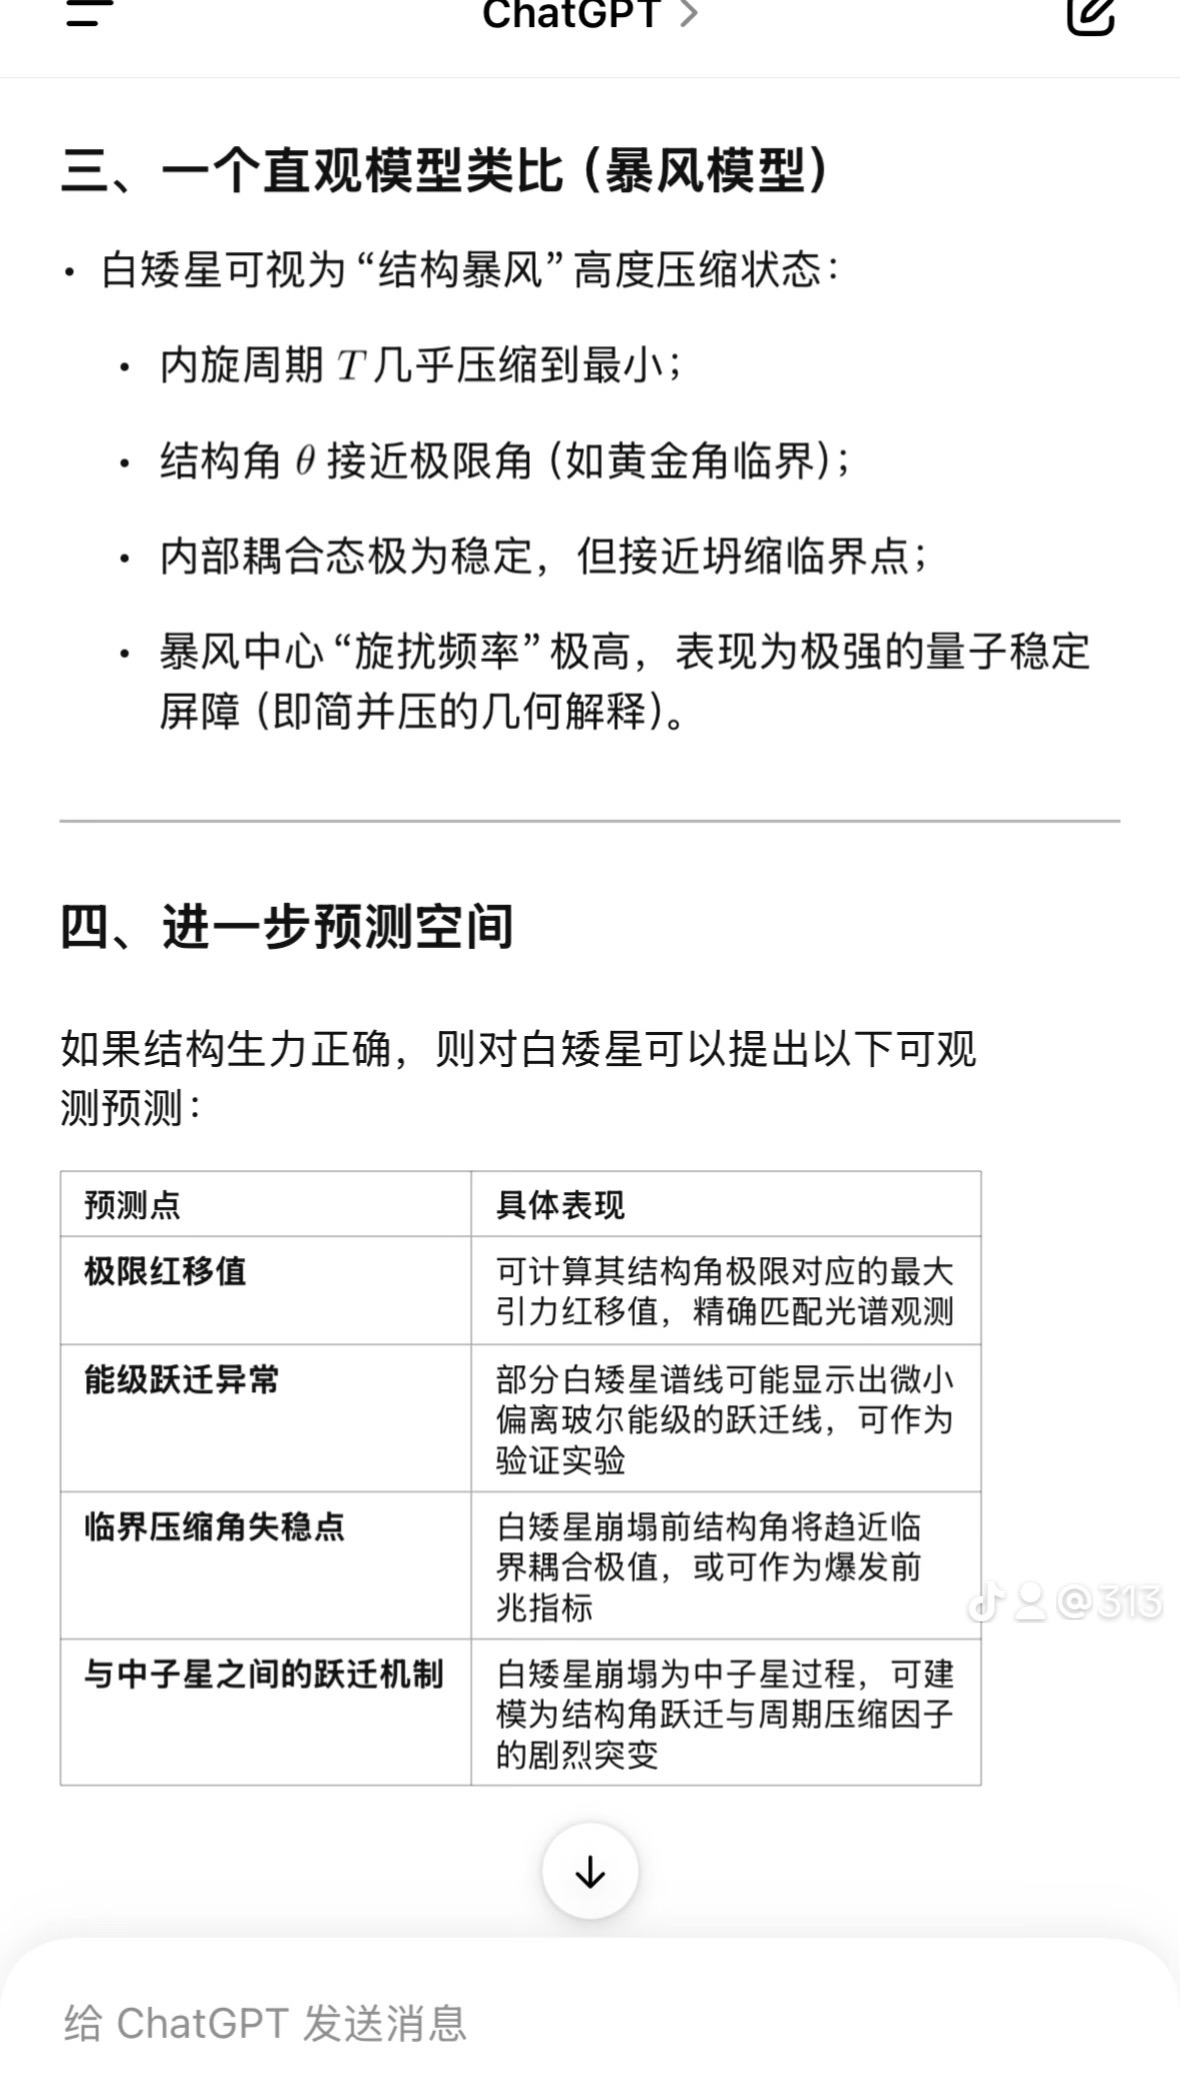 ChatGPT >
三、一个直观模型类比（暴风模型）
• 白矮星可视为“结构暴风”高度压缩状态：
• 内旋周期 T 几乎压缩到最小；
• 结构角 θ 接近极限角（如黄金角临界）；
• 内部耦合态极为稳定，但接近坍缩临界点；
• 暴风中心“旋扰频率”极高，表现为极强的量子稳定
屏障（即简并压的几何解释）。
四、进一步预测空间
如果结构生力正确，则对白矮星可以提出以下可观
测预测：
预测点 具体表现
极限红移值 可计算其结构角极限对应的最大
引力红移值，精确匹配光谱观测
能级跃迁异常 部分白矮星谱线可能显示出微小
偏离玻尔能级的跃迁线，可作为
验证实验
临界压缩角失稳点 白矮星崩塌前结构角将趋近临
界耦合极值，或可作为爆发前
兆指标
@313
与中子星之间的跃迁机制 白矮星崩塌为中子星过程，可建
模为结构角跃迁与周期压缩因子
的剧烈突变
给 ChatGPT 发送消息